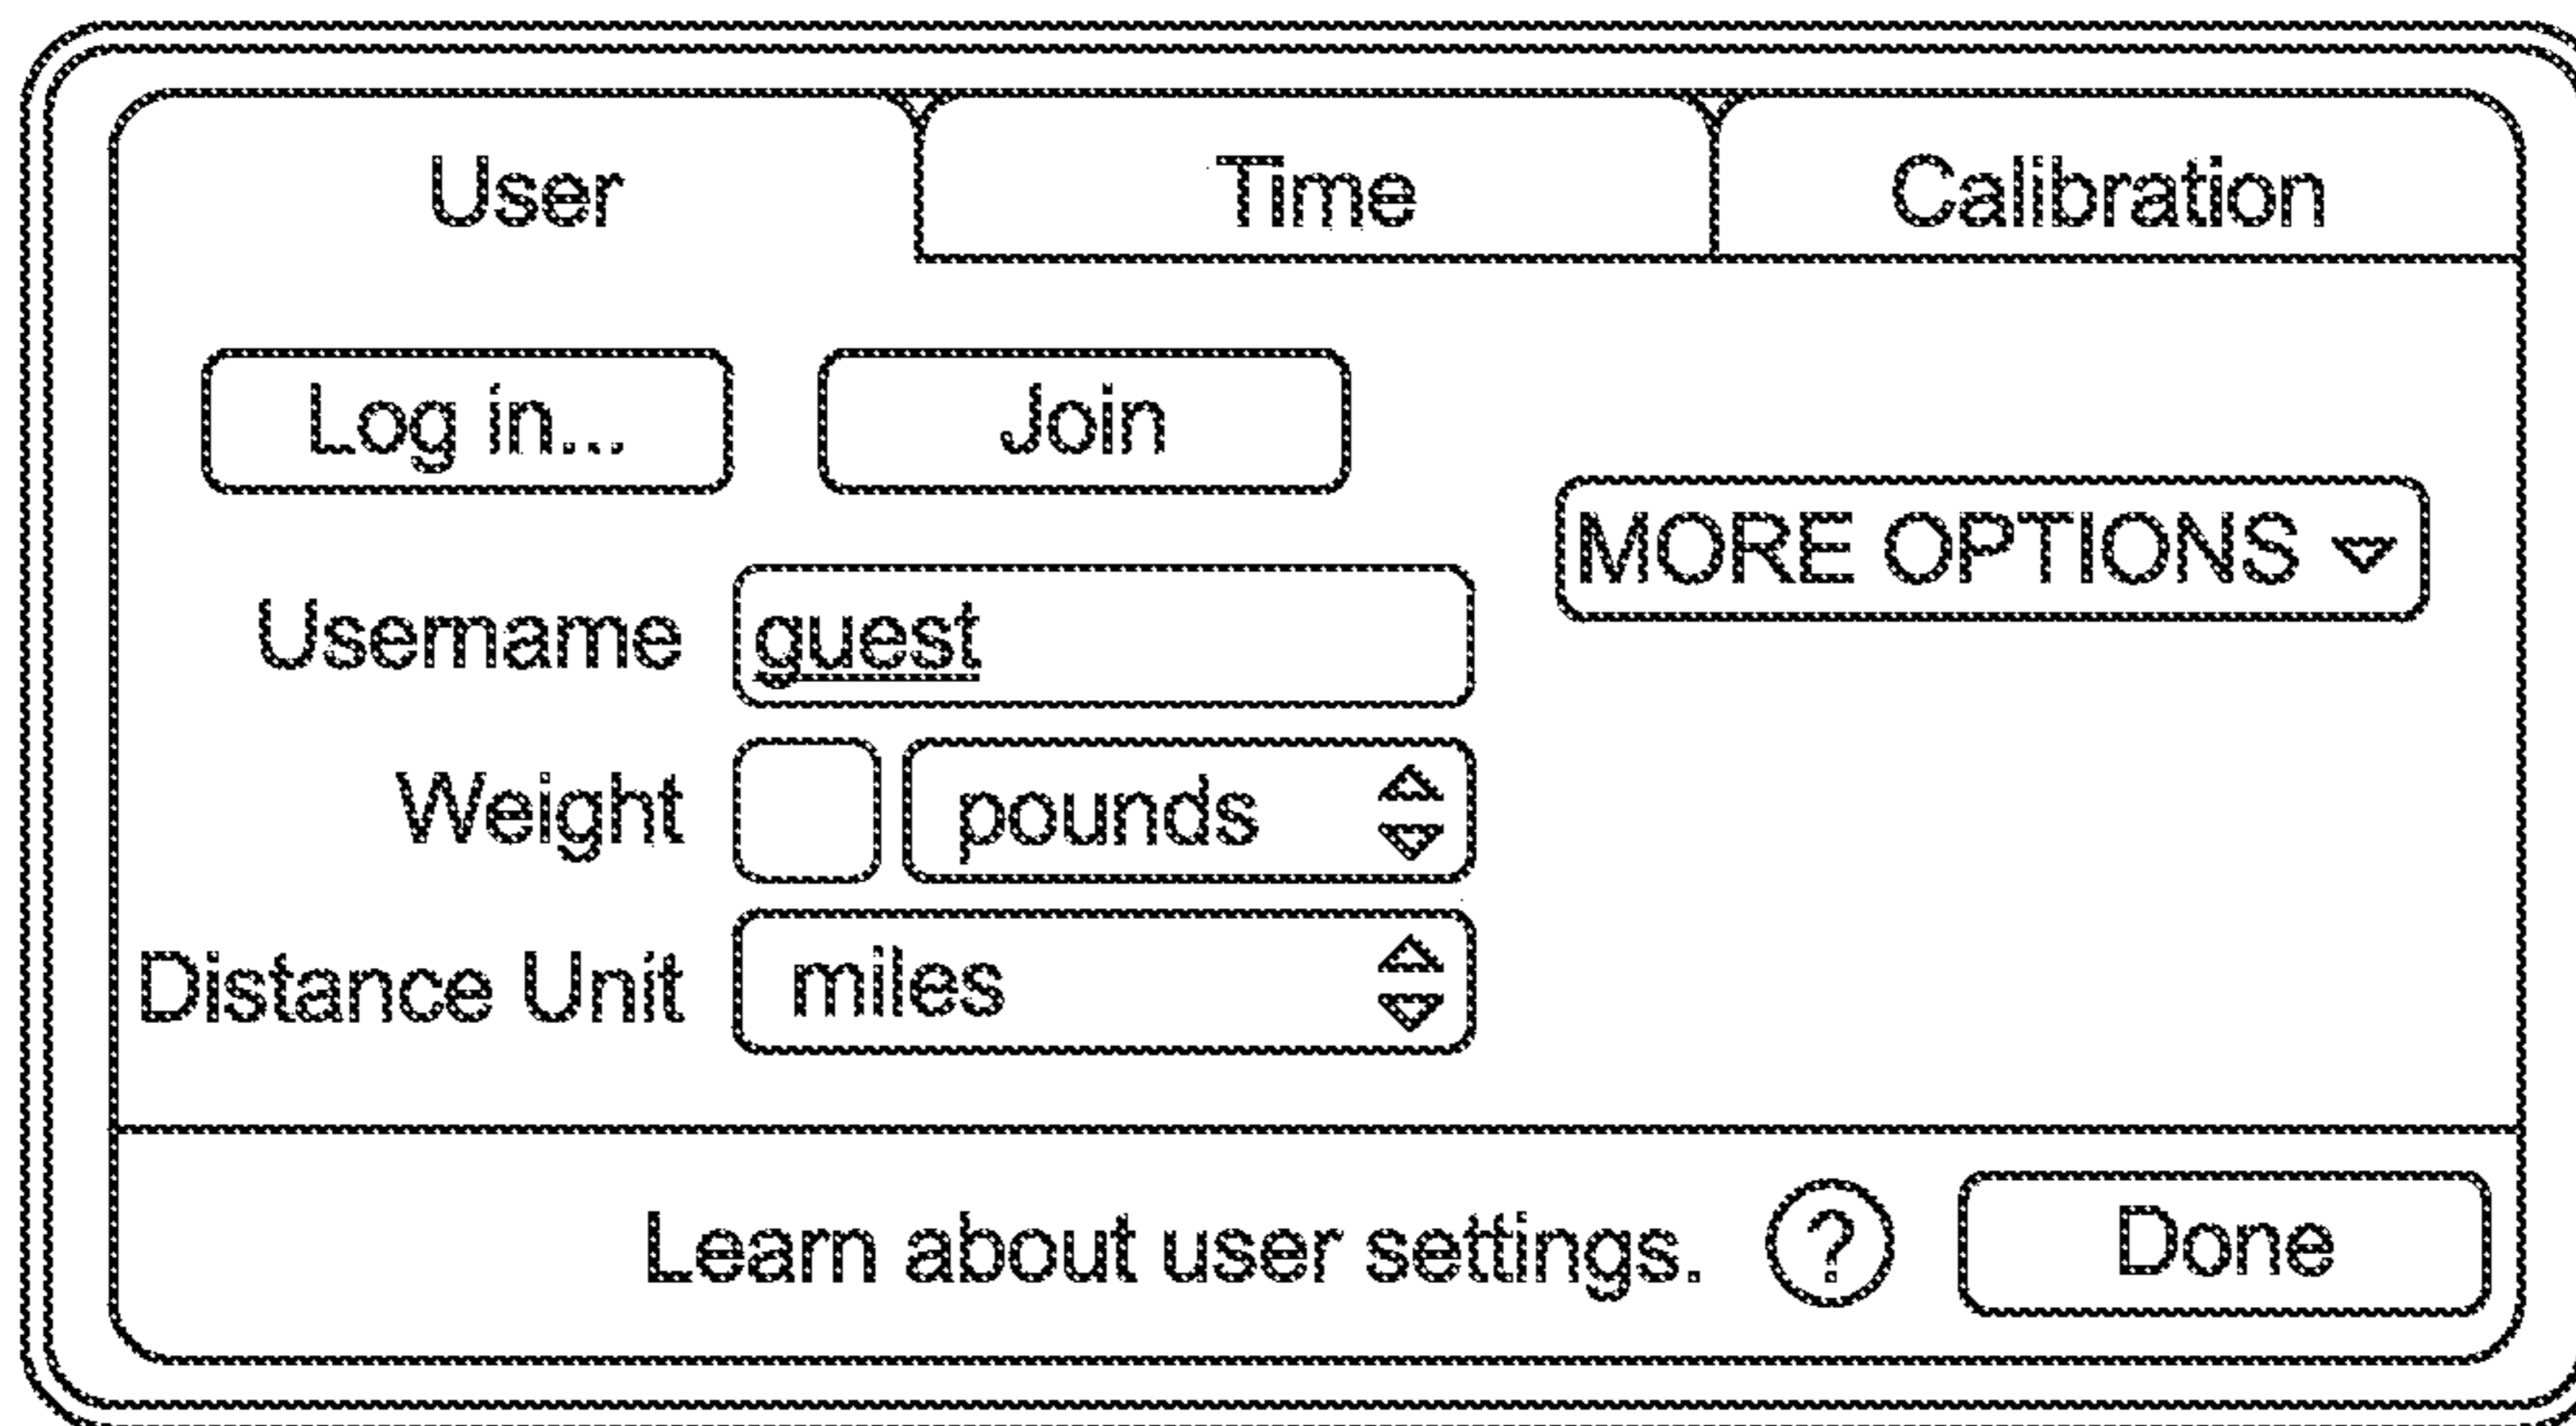 User Time Calibration
Log in... Join
MORE OPTIONS
Username guest
Weight pounds
Distance Unit miles
Learn about user settings. ? Done